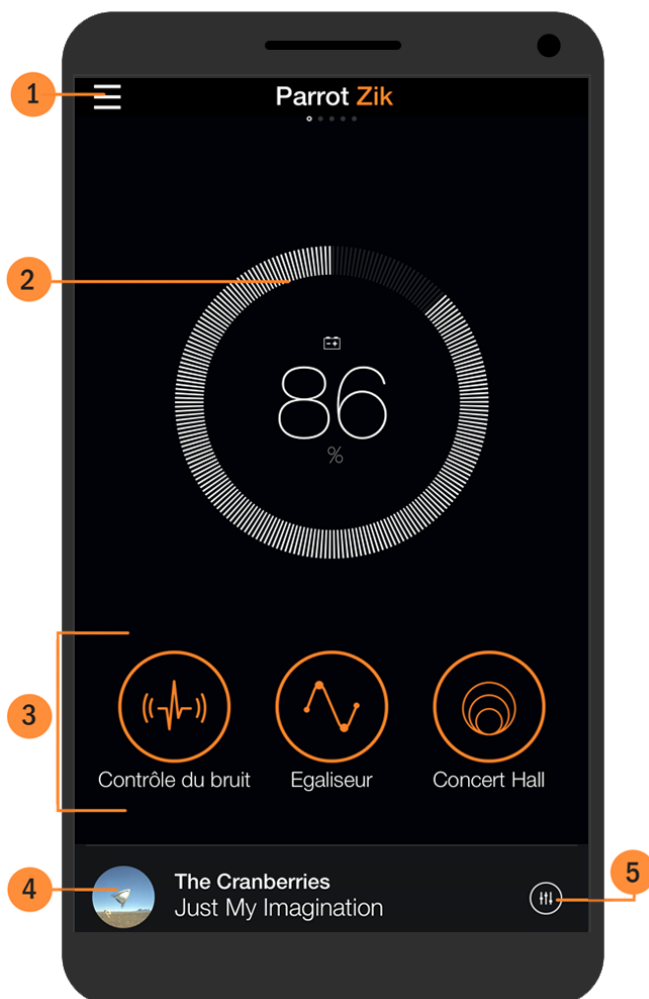 1
Parrot Zik
2
86
%
3
Contrôle du bruit
Egaliseur
Concert Hall
4
The Cranberries
Just My Imagination
5